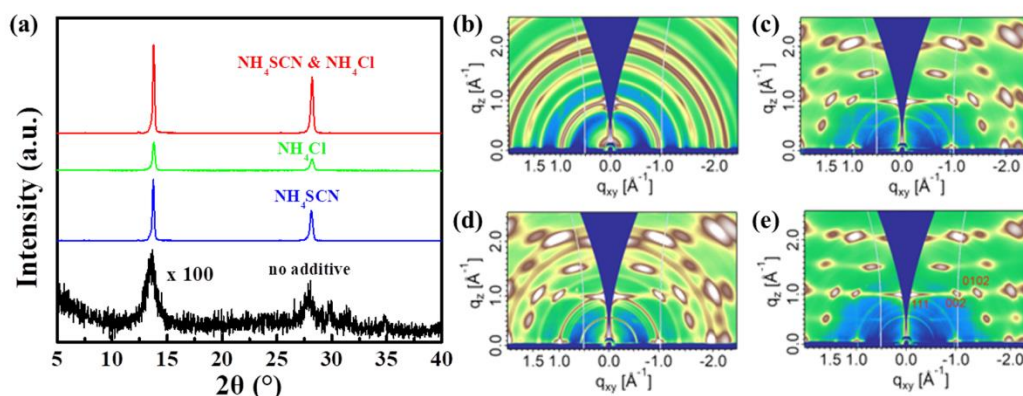 (a)
NH4SCN & NH4Cl
NH4Cl
NH4SCN
x 100
no additive
Intensity (a.u.)
5 10 15 20 25 30 35 40
2θ (°)
(b)
qz [Å-1]
2.0
1.0
0.0
1.5 1.0 0.0 -1.0 -2.0
qxy [Å-1]
(c)
qz [Å-1]
2.0
1.0
0.0
1.5 1.0 0.0 -1.0 -2.0
qxy [Å-1]
(d)
qz [Å-1]
2.0
1.0
0.0
1.5 1.0 0.0 -1.0 -2.0
qxy [Å-1]
(e)
qz [Å-1]
2.0
1.0
0.0
0102
111
002
1.5 1.0 0.0 -1.0 -2.0
qxy [Å-1]